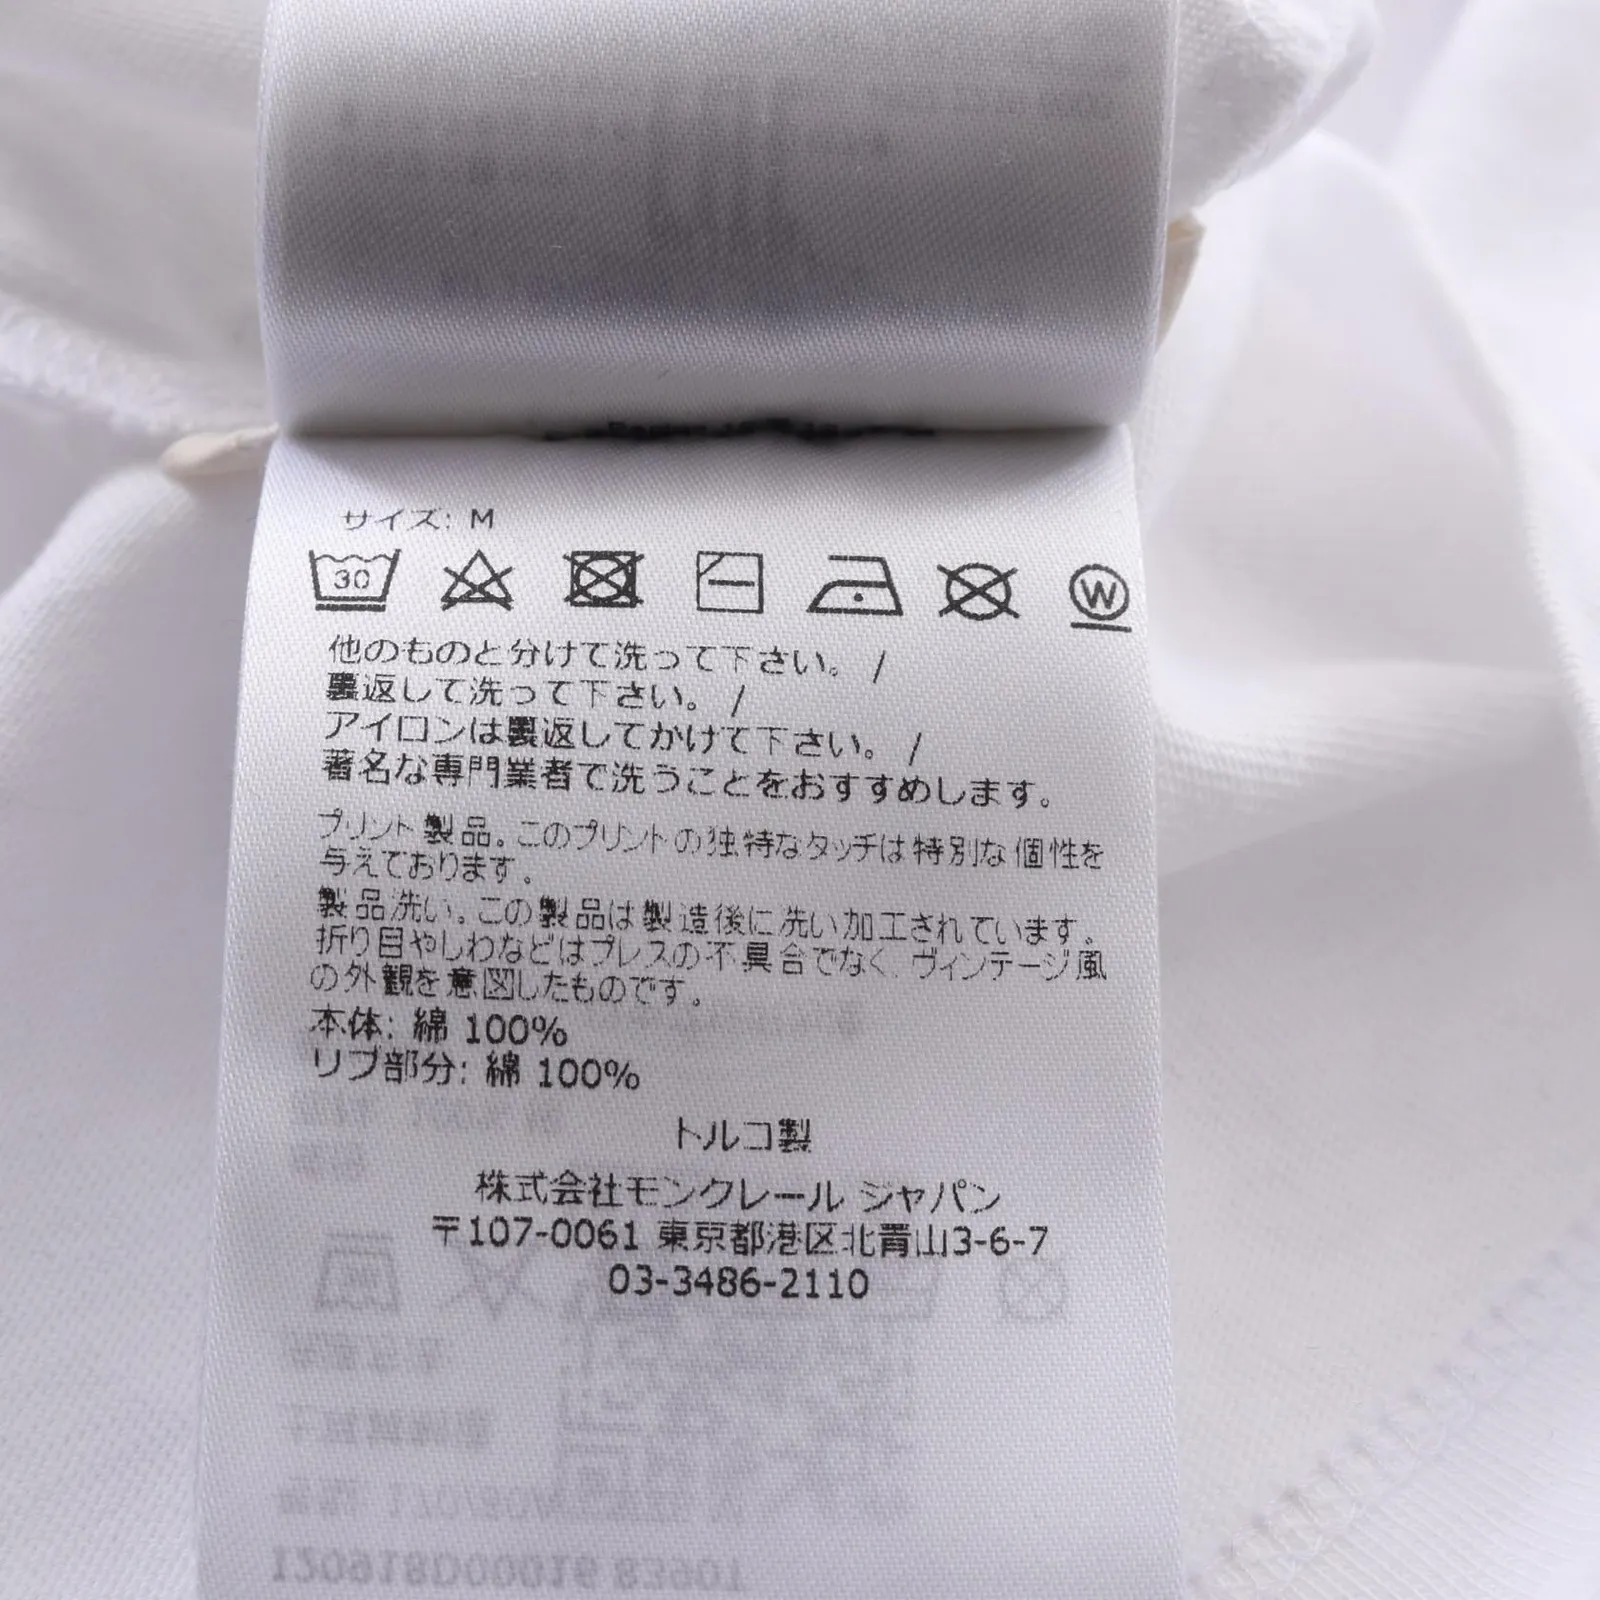 サイズ: M
30
W
他のものと分けて洗って下さい。 /
裏返して洗って下さい。 /
アイロンは裏返してかけて下さい。 /
著名な専門業者で洗うことをおすすめします。
プリント製品。このプリントの独特なタッチは特別な個性を
与えております。
製品洗い。この製品は製造後に洗い加工されています。
折り目やしわなどはプレスの不具合でなく ヴィンテージ風
の外観を意図したものです。
本体: 綿 100%
リブ部分: 綿 100%
トルコ製
株式会社モンクレール ジャパン
〒107-0061 東京都港区北青山3-6-7
03-3486-2110